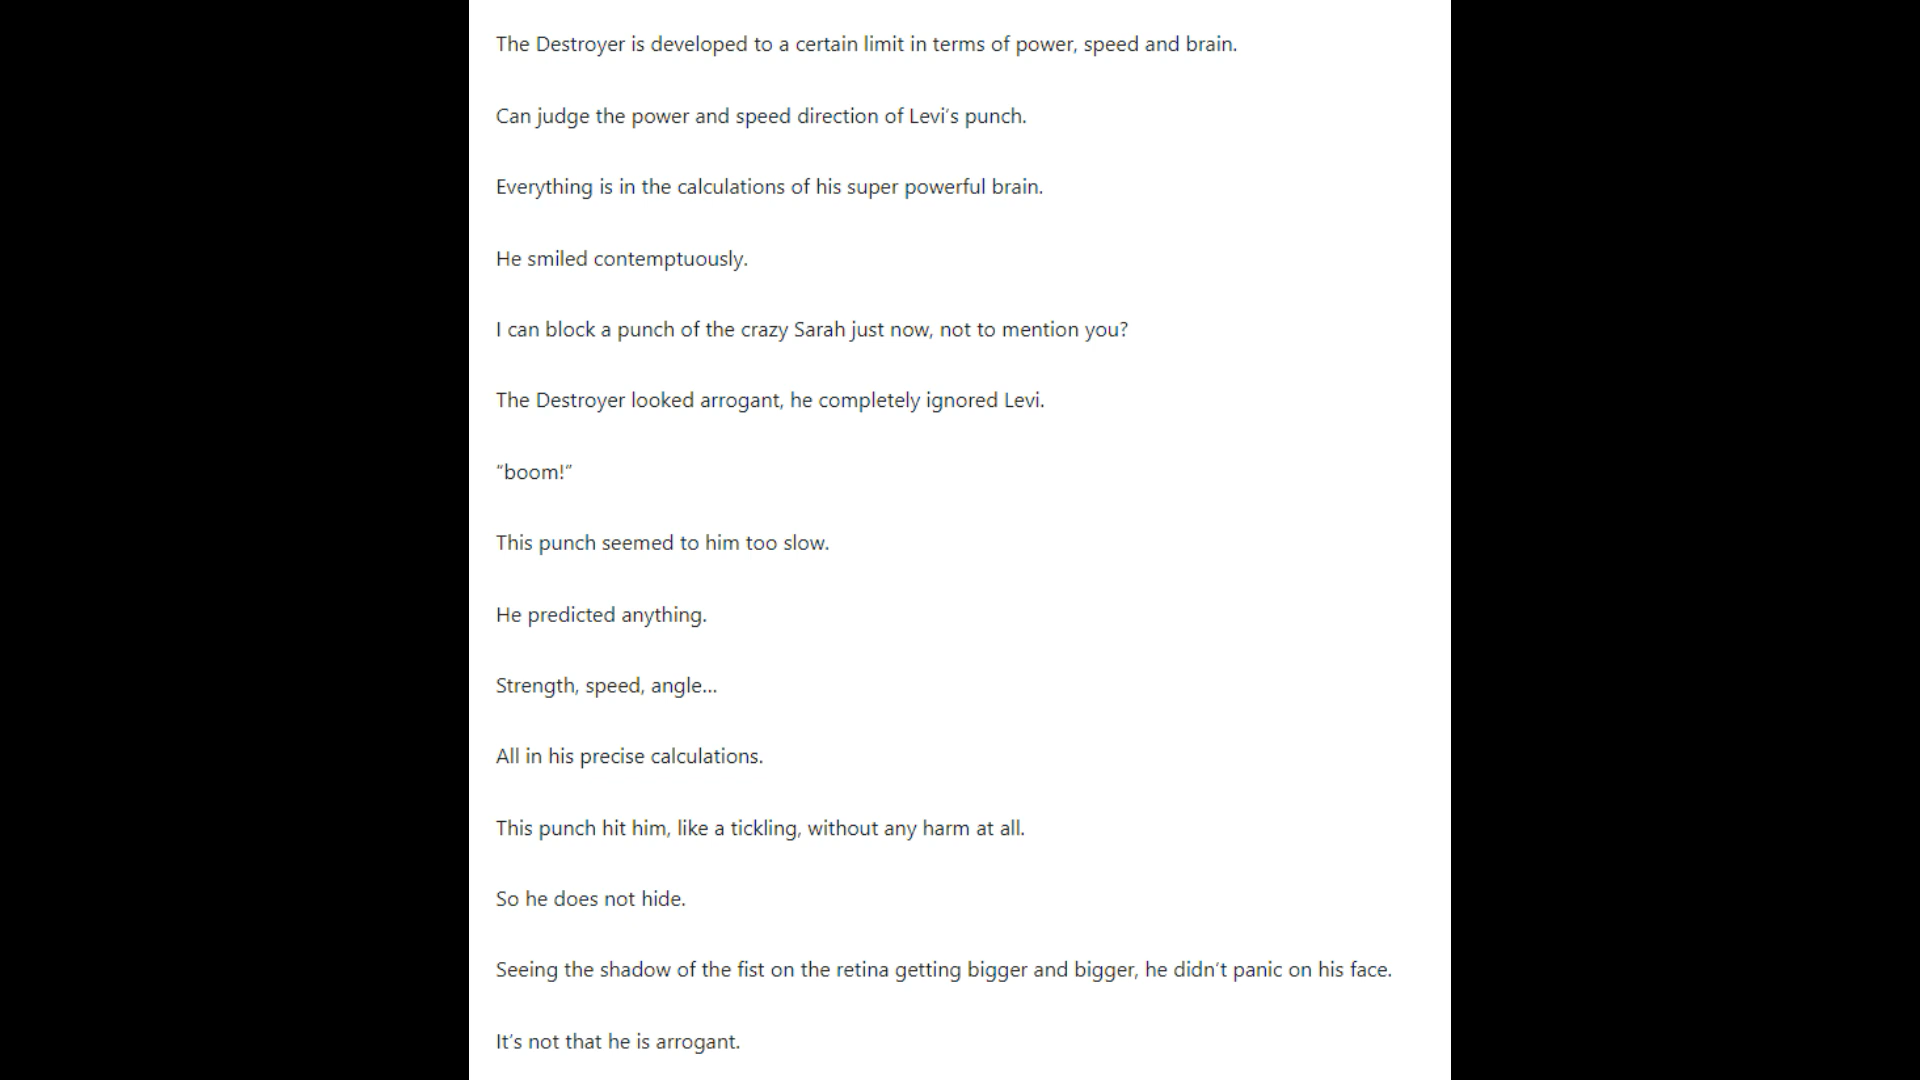 The Destroyer is developed to a certain limit in terms of power, speed and brain.
Can judge the power and speed direction of Levi’s punch.
Everything is in the calculations of his super powerful brain.
He smiled contemptuously.
I can block a punch of the crazy Sarah just now, not to mention you?
The Destroyer looked arrogant, he completely ignored Levi.
“boom!”
This punch seemed to him too slow.
He predicted anything.
Strength, speed, angle...
All in his precise calculations.
This punch hit him, like a tickling, without any harm at all.
So he does not hide.
Seeing the shadow of the fist on the retina getting bigger and bigger, he didn’t panic on his face.
It’s not that he is arrogant.